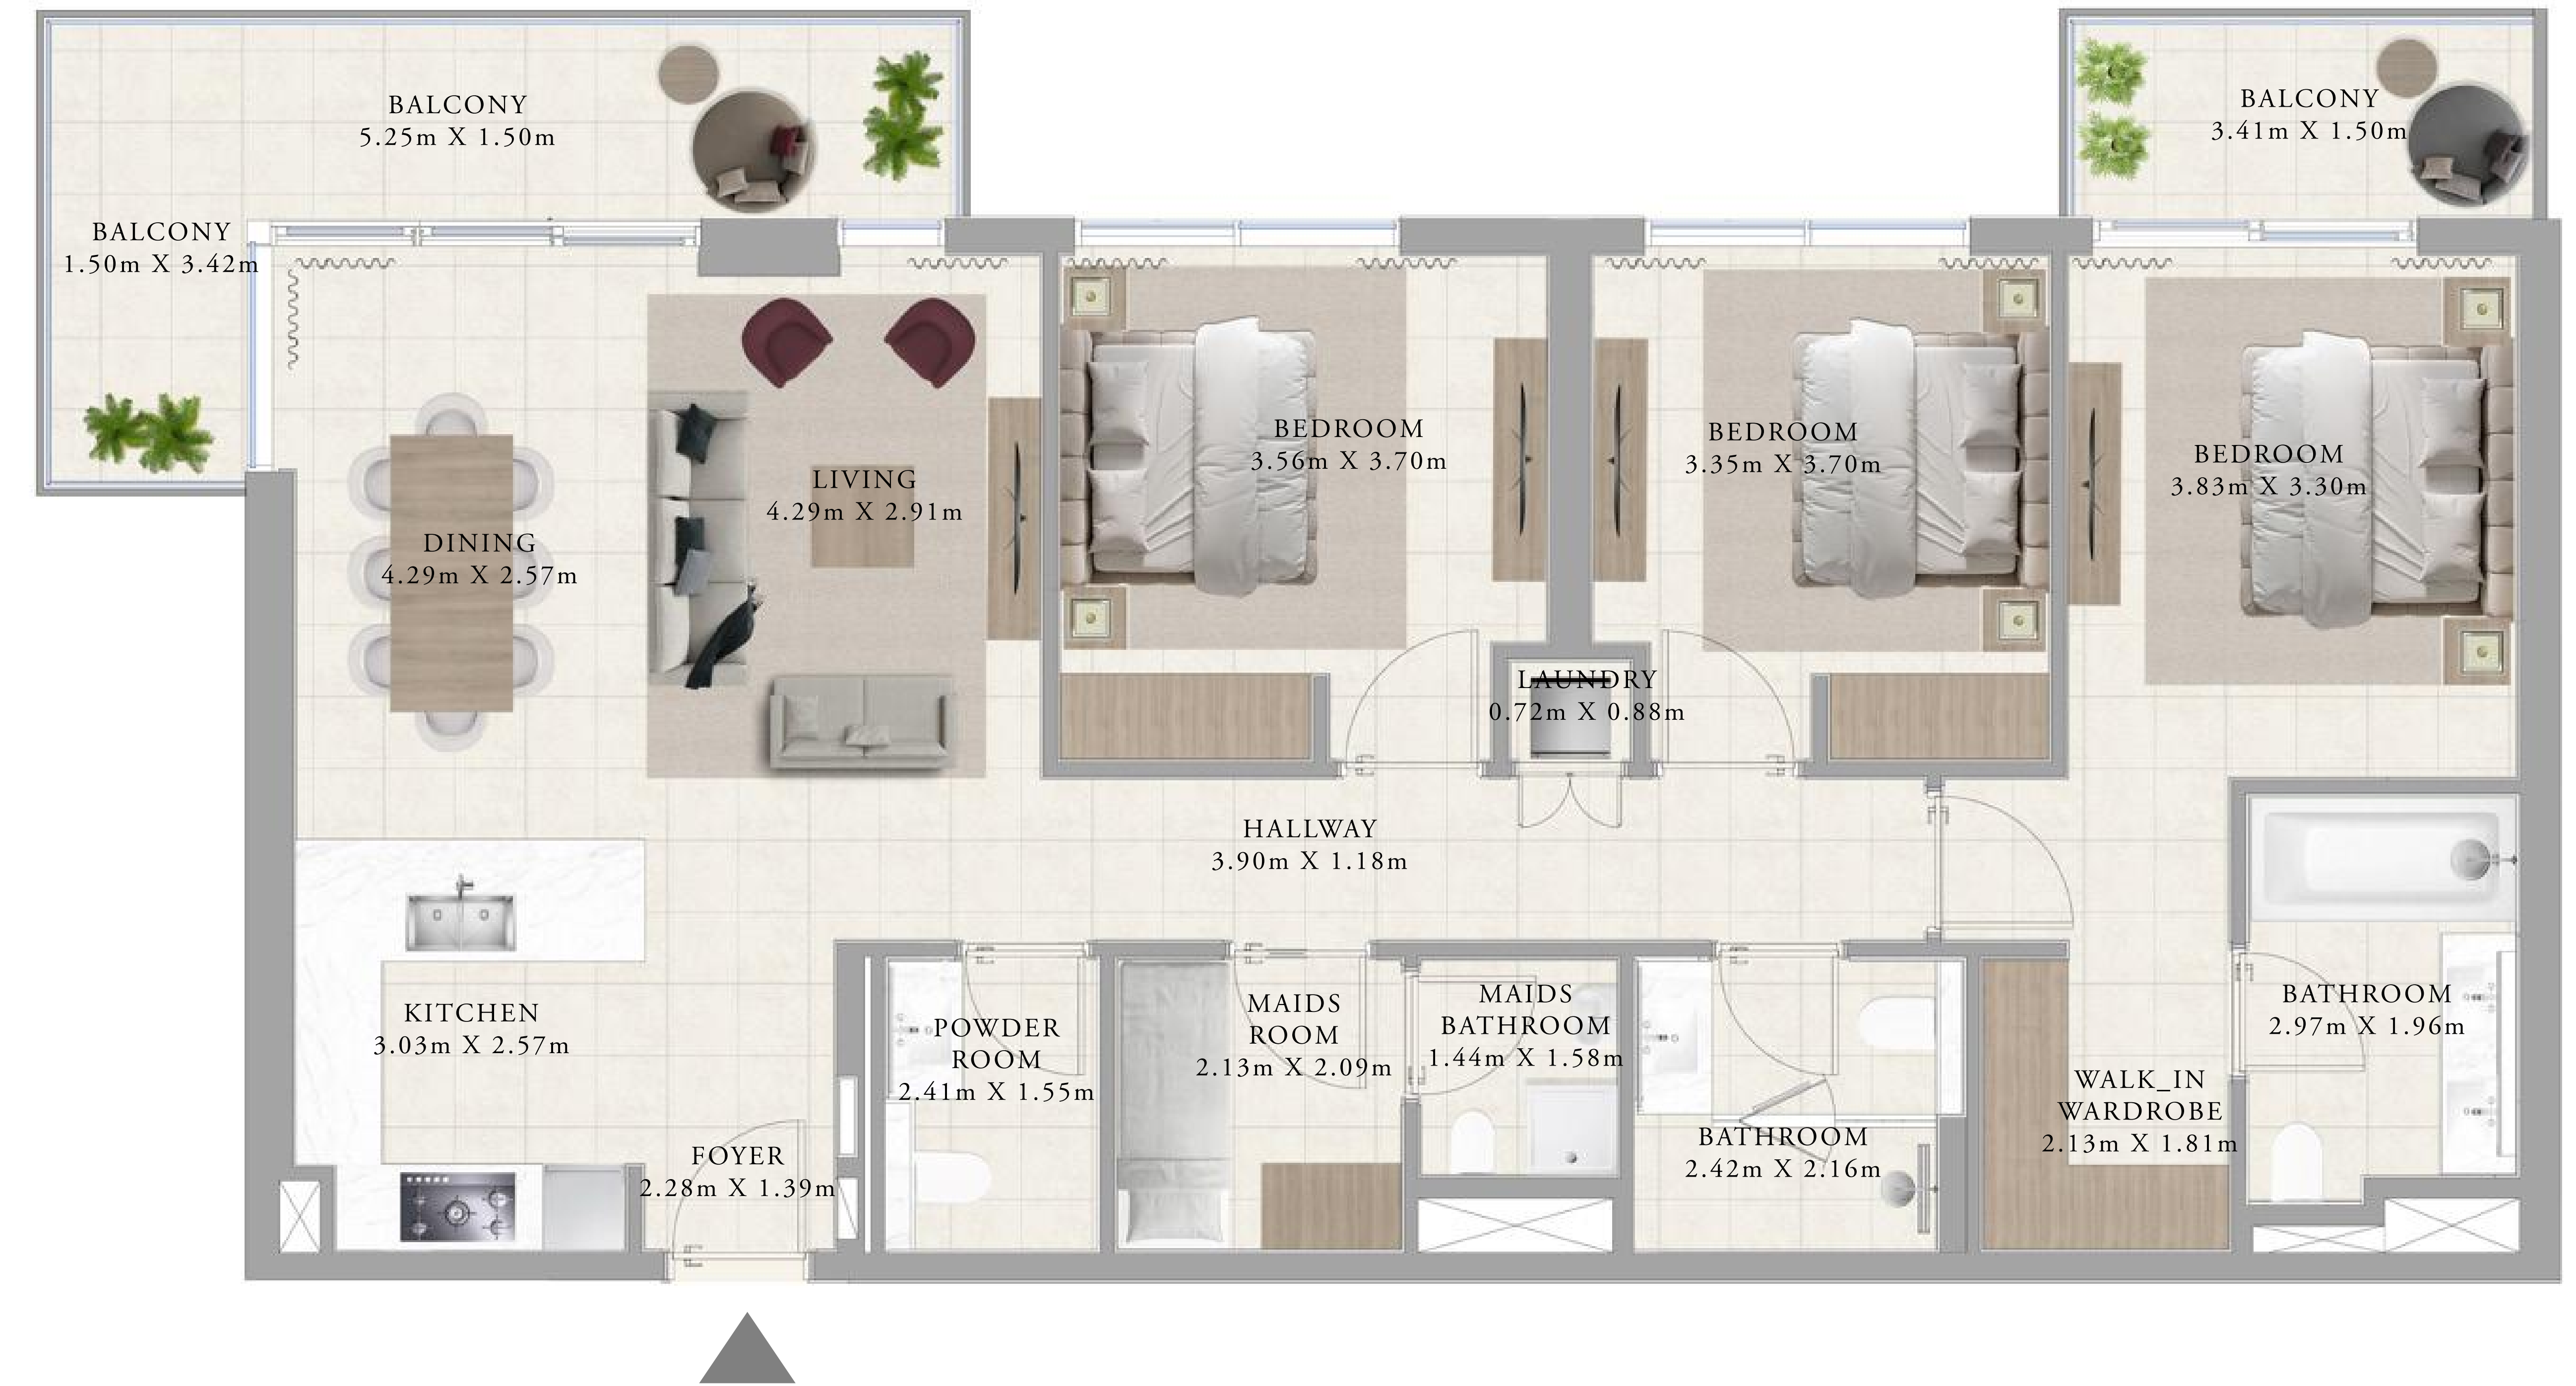 BALCONY
5.25m X 1.50m
BALCONY
3.41m X 1.50m
BALCONY
1.50m X 3.42m
BEDROOM
3.56m X 3.70m
BEDROOM
3.35m X 3.70m
BEDROOM
3.83m X 3.30m
LIVING
4.29m X 2.91m
DINING
4.29m X 2.57m
LAUNDRY
0.72m X 0.88m
HALLWAY
3.90m X 1.18m
KITCHEN
3.03m X 2.57m
POWDER
ROOM
2.41m X 1.55m
MAIDS
ROOM
2.13m X 2.09m
MAIDS
BATHROOM
1.44m X 1.58m
BATHROOM
2.97m X 1.96m
WALK_IN
WARDROBE
2.13m X 1.81m
BATHROOM
2.42m X 2.16m
FOYER
2.28m X 1.39m